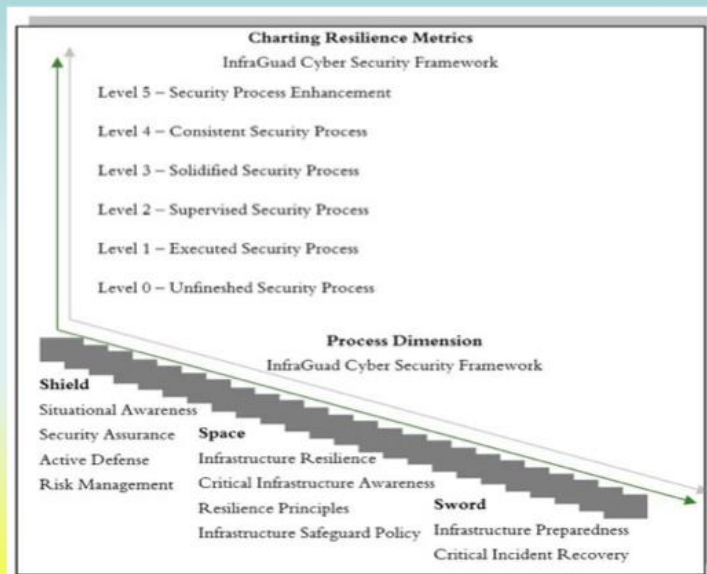 Charting Resilience Metrics
InfraGuad Cyber Security Framework
Level 5 – Security Process Enhancement
Level 4 – Consistent Security Process
Level 3 – Solidified Security Process
Level 2 – Supervised Security Process
Level 1 – Executed Security Process
Level 0 – Unfineshed Security Process
Process Dimension
InfraGuad Cyber Security Framework
Shield
Situational Awareness
Security Assurance
Active Defense
Risk Management
Space
Infrastructure Resilience
Critical Infrastructure Awareness
Resilience Principles
Infrastructure Safeguard Policy
Sword
Infrastructure Preparedness
Critical Incident Recovery